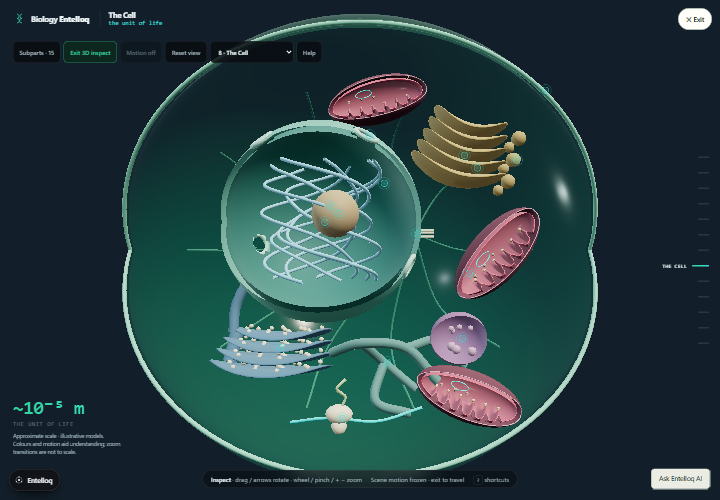 Biology Entelloq
The Cell
the unit of life
Exit
Subparts · 15
Exit 3D inspect
Motion off
Reset view
8 · The Cell
Help
THE CELL
~10⁻⁵ m
THE UNIT OF LIFE
Approximate scale · illustrative models.
Colours and motion aid understanding; zoom
transitions are not to scale.
Entelloq
Inspect · drag / arrows rotate · wheel / pinch / + − zoom
Scene motion frozen · exit to travel
shortcuts
Ask Entelloq AI